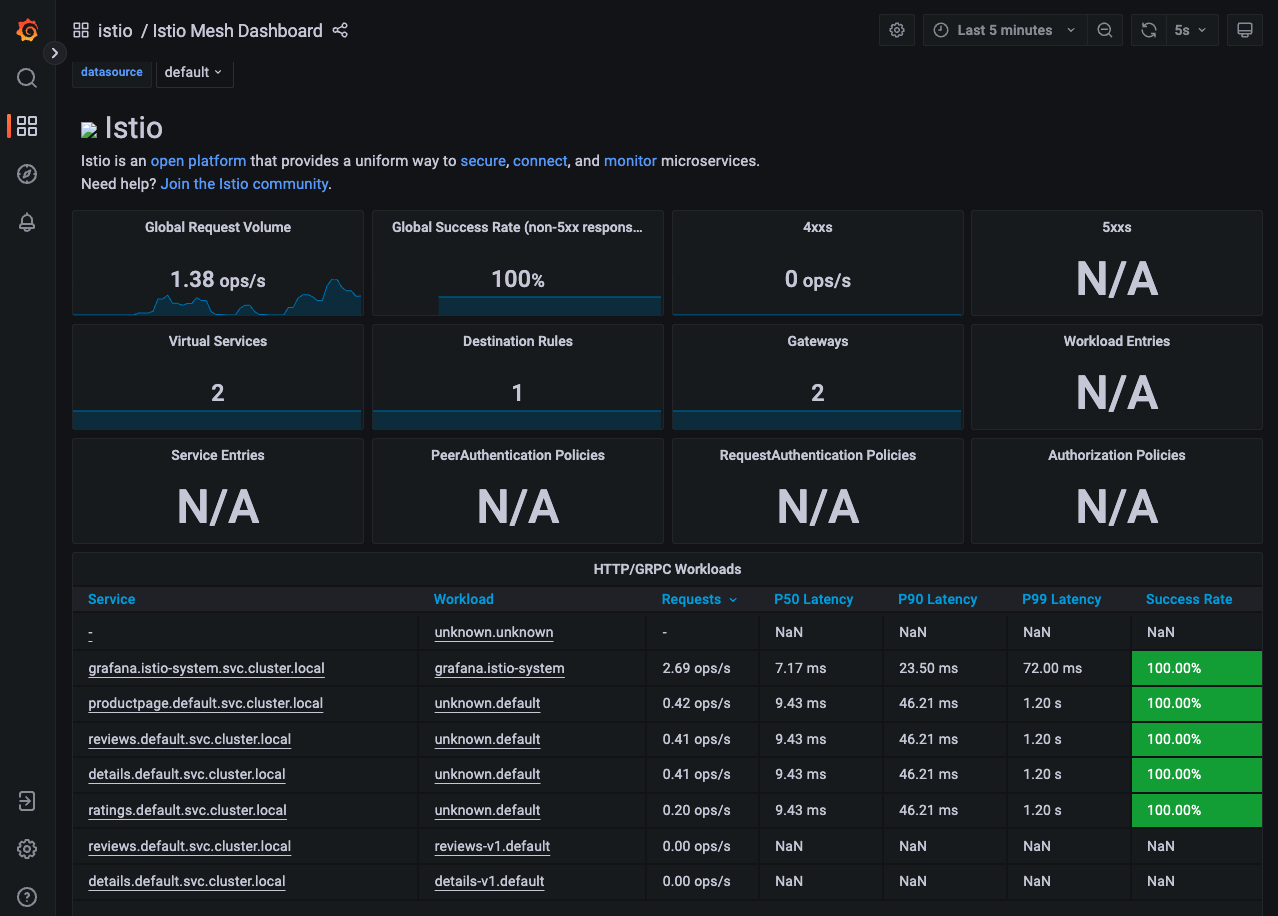 istio / Istio Mesh Dashboard
Last 5 minutes
5s
datasource default
Istio
Istio is an open platform that provides a uniform way to secure, connect, and monitor microservices.
Need help? Join the Istio community.
Global Request Volume
1.38 ops/s
Global Success Rate (non-5xx respons...
100%
4xxs
0 ops/s
5xxs
N/A
Virtual Services
2
Destination Rules
1
Gateways
2
Workload Entries
N/A
Service Entries
N/A
PeerAuthentication Policies
N/A
RequestAuthentication Policies
N/A
Authorization Policies
N/A
HTTP/GRPC Workloads
Service Workload Requests P50 Latency P90 Latency P99 Latency Success Rate
- unknown.unknown - NaN NaN NaN NaN
grafana.istio-system.svc.cluster.local grafana.istio-system 2.69 ops/s 7.17 ms 23.50 ms 72.00 ms 100.00%
productpage.default.svc.cluster.local unknown.default 0.42 ops/s 9.43 ms 46.21 ms 1.20 s 100.00%
reviews.default.svc.cluster.local unknown.default 0.41 ops/s 9.43 ms 46.21 ms 1.20 s 100.00%
details.default.svc.cluster.local unknown.default 0.41 ops/s 9.43 ms 46.21 ms 1.20 s 100.00%
ratings.default.svc.cluster.local unknown.default 0.20 ops/s 9.43 ms 46.21 ms 1.20 s 100.00%
reviews.default.svc.cluster.local reviews-v1.default 0.00 ops/s NaN NaN NaN NaN
details.default.svc.cluster.local details-v1.default 0.00 ops/s NaN NaN NaN NaN